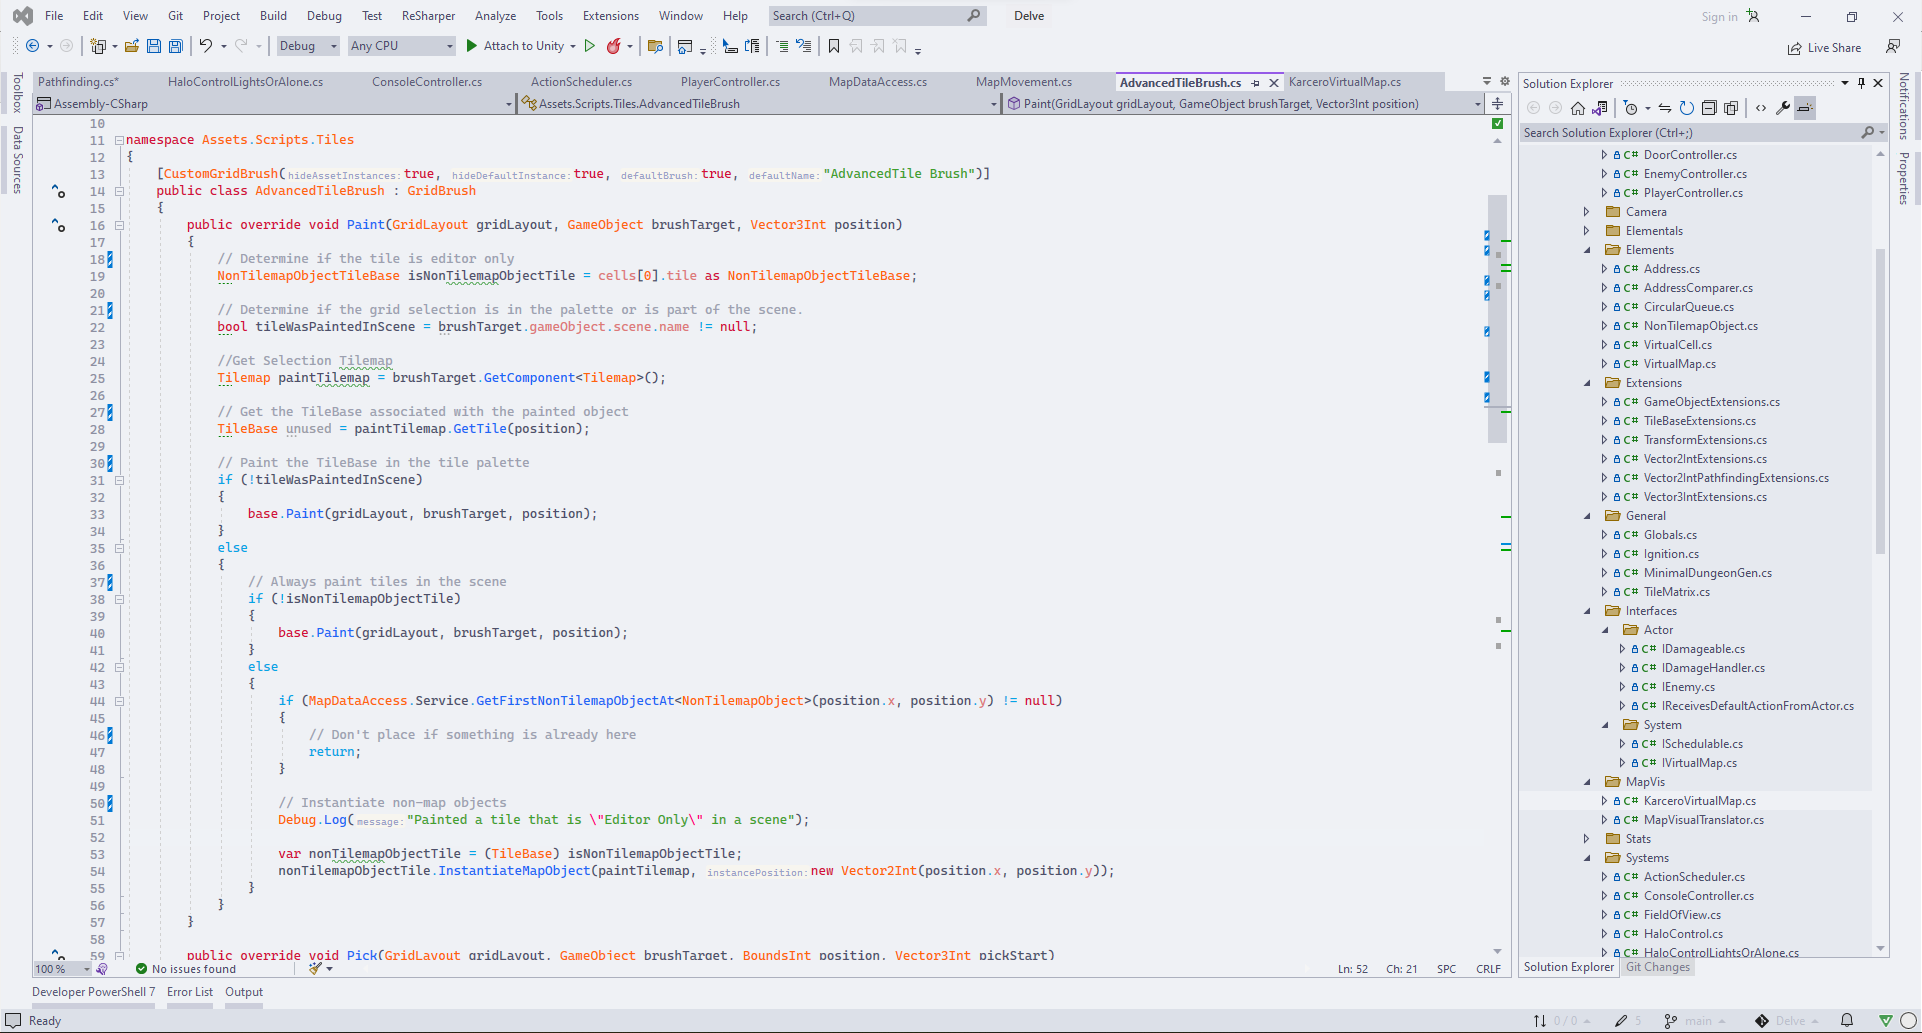 File Edit View Git Project Build Debug Test ReSharper Analyze Tools Extensions Window Help Search (Ctrl+Q) Delve Sign in
Debug Any CPU Attach to Unity Live Share
Pathfinding.cs* HaloControlLightsOrAlone.cs ConsoleController.cs ActionScheduler.cs PlayerController.cs MapDataAccess.cs MapMovement.cs AdvancedTileBrush.cs KarceroVirtualMap.cs
Assembly-CSharp Assets.Scripts.Tiles.AdvancedTileBrush Paint(GridLayout gridLayout, GameObject brushTarget, Vector3Int position)
Toolbox
Data Sources
10
11 namespace Assets.Scripts.Tiles
12 {
13 [CustomGridBrush(hideAssetInstances:true, hideDefaultInstance:true, defaultBrush:true, defaultName:"AdvancedTile Brush")]
14 public class AdvancedTileBrush : GridBrush
15 {
16 public override void Paint(GridLayout gridLayout, GameObject brushTarget, Vector3Int position)
17 {
18 // Determine if the tile is editor only
19 NonTilemapObjectTileBase isNonTilemapObjectTile = cells[0].tile as NonTilemapObjectTileBase;
20
21 // Determine if the grid selection is in the palette or is part of the scene.
22 bool tileWasPaintedInScene = brushTarget.gameObject.scene.name != null;
23
24 //Get Selection Tilemap
25 Tilemap paintTilemap = brushTarget.GetComponent<Tilemap>();
26
27 // Get the TileBase associated with the painted object
28 TileBase unused = paintTilemap.GetTile(position);
29
30 // Paint the TileBase in the tile palette
31 if (!tileWasPaintedInScene)
32 {
33 base.Paint(gridLayout, brushTarget, position);
34 }
35 else
36 {
37 // Always paint tiles in the scene
38 if (!isNonTilemapObjectTile)
39 {
40 base.Paint(gridLayout, brushTarget, position);
41 }
42 else
43 {
44 if (MapDataAccess.Service.GetFirstNonTilemapObjectAt<NonTilemapObject>(position.x, position.y) != null)
45 {
46 // Don't place if something is already here
47 return;
48 }
49
50 // Instantiate non-map objects
51 Debug.Log(message:"Painted a tile that is \"Editor Only\" in a scene");
52
53 var nonTilemapObjectTile = (TileBase) isNonTilemapObjectTile;
54 nonTilemapObjectTile.InstantiateMapObject(paintTilemap, instancePosition:new Vector2Int(position.x, position.y));
55 }
56 }
57 }
58
59 public override void Pick(GridLayout gridLayout, GameObject brushTarget, BoundsInt position, Vector3Int pickStart)
100 % No issues found Ln: 52 Ch: 21 SPC CRLF
Developer PowerShell 7 Error List Output
Solution Explorer
Search Solution Explorer (Ctrl+;)
C# DoorController.cs
C# EnemyController.cs
C# PlayerController.cs
Camera
Elementals
Elements
C# Address.cs
C# AddressComparer.cs
C# CircularQueue.cs
C# NonTilemapObject.cs
C# VirtualCell.cs
C# VirtualMap.cs
Extensions
C# GameObjectExtensions.cs
C# TileBaseExtensions.cs
C# TransformExtensions.cs
C# Vector2IntExtensions.cs
C# Vector2IntPathfindingExtensions.cs
C# Vector3IntExtensions.cs
General
C# Globals.cs
C# Ignition.cs
C# MinimalDungeonGen.cs
C# TileMatrix.cs
Interfaces
Actor
C# IDamageable.cs
C# IDamageHandler.cs
C# IEnemy.cs
C# IReceivesDefaultActionFromActor.cs
System
C# ISchedulable.cs
C# IVirtualMap.cs
MapVis
C# KarceroVirtualMap.cs
C# MapVisualTranslator.cs
Stats
Systems
C# ActionScheduler.cs
C# ConsoleController.cs
C# FieldOfView.cs
C# HaloControl.cs
C# HaloControlLightsOrAlone.cs
Solution Explorer Git Changes
Notifications
Properties
Ready 0 / 0 5 main Delve